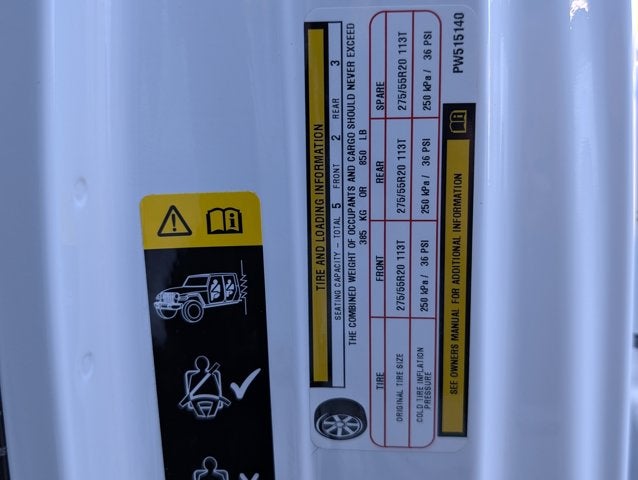 TIRE AND LOADING INFORMATION
SEATING CAPACITY - TOTAL 5 FRONT 2 REAR 3
THE COMBINED WEIGHT OF OCCUPANTS AND CARGO SHOULD NEVER EXCEED
385 KG OR 850 LB
TIRE FRONT REAR SPARE
ORIGINAL TIRE SIZE 275/55R20 113T 275/55R20 113T 275/55R20 113T
COLD TIRE INFLATION
PRESSURE 250 kPa / 36 PSI 250 kPa / 36 PSI 250 kPa / 36 PSI
SEE OWNERS MANUAL FOR ADDITIONAL INFORMATION
PW515140